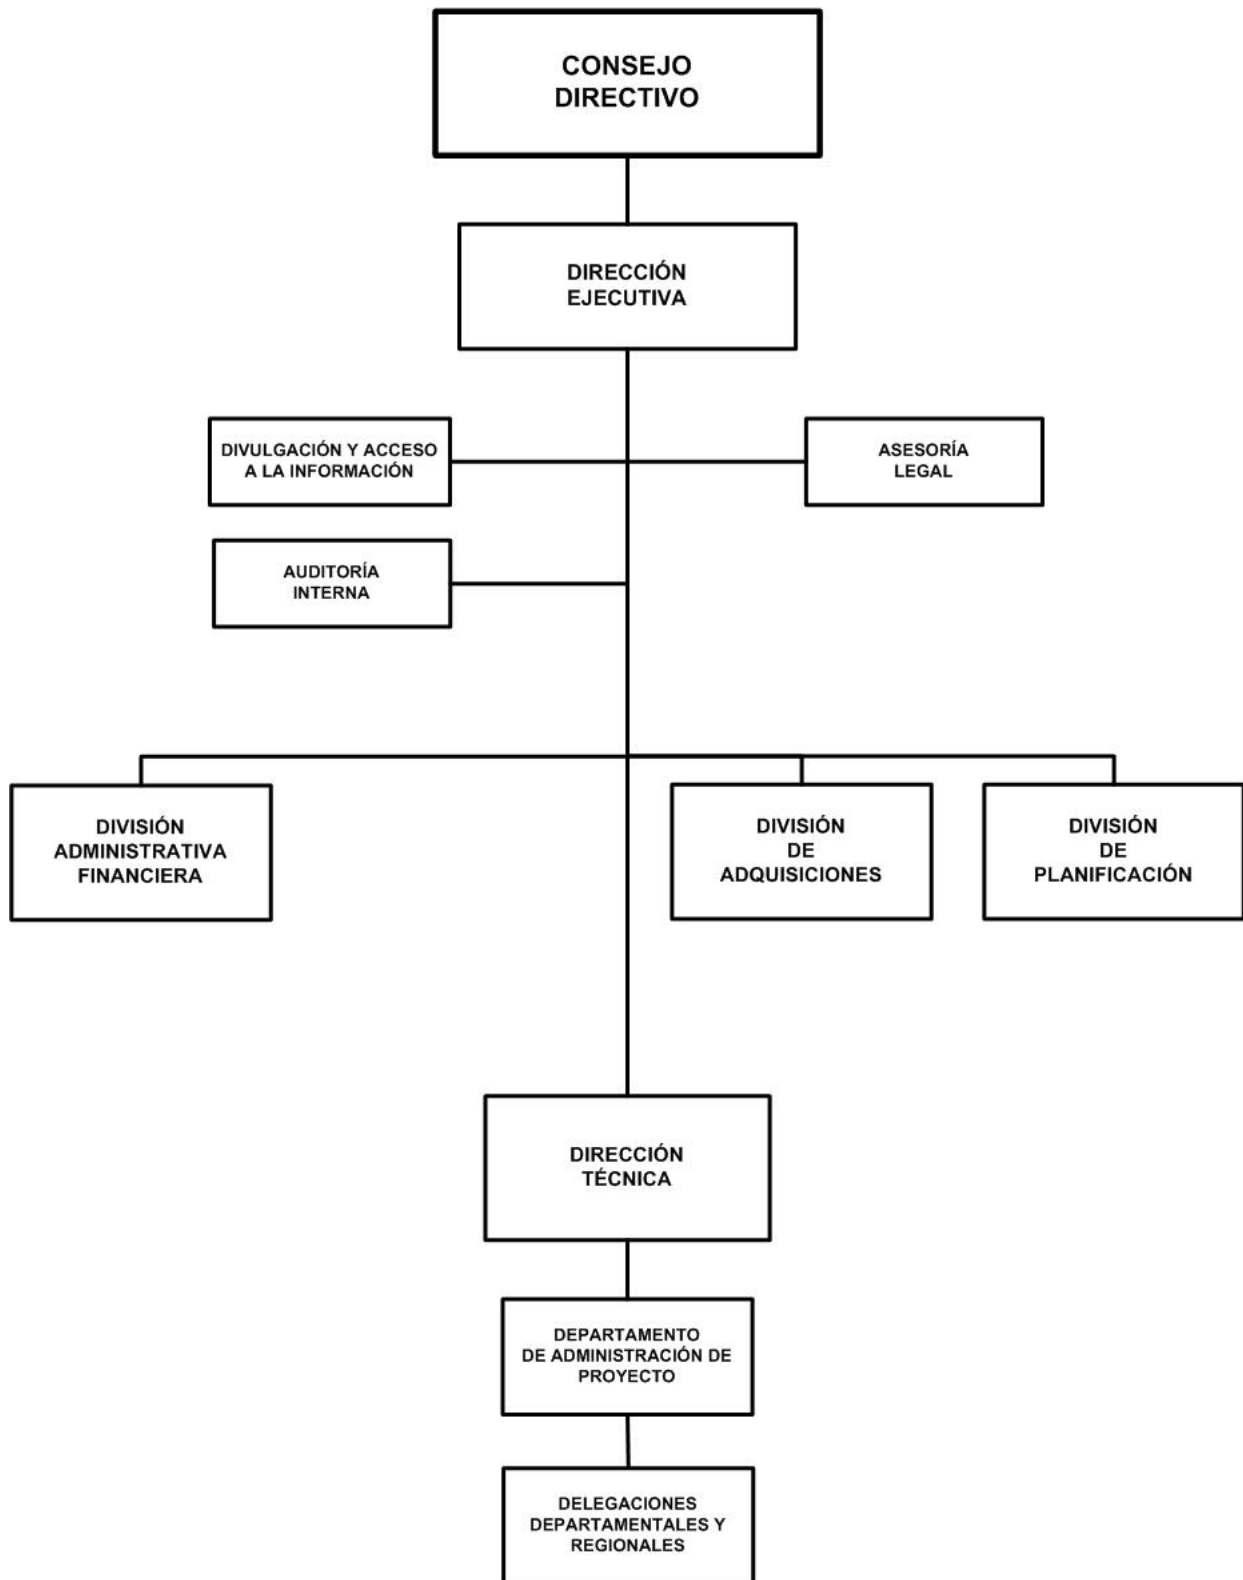 CONSEJO
DIRECTIVO
DIRECCIÓN
EJECUTIVA
DIVULGACIÓN Y ACCESO
A LA INFORMACIÓN
ASESORÍA
LEGAL
AUDITORÍA
INTERNA
DIVISIÓN
ADMINISTRATIVA
FINANCIERA
DIVISIÓN
DE
ADQUISICIONES
DIVISIÓN
DE
PLANIFICACIÓN
DIRECCIÓN
TÉCNICA
DEPARTAMENTO
DE ADMINISTRACIÓN DE
PROYECTO
DELEGACIONES
DEPARTAMENTALES Y
REGIONALES